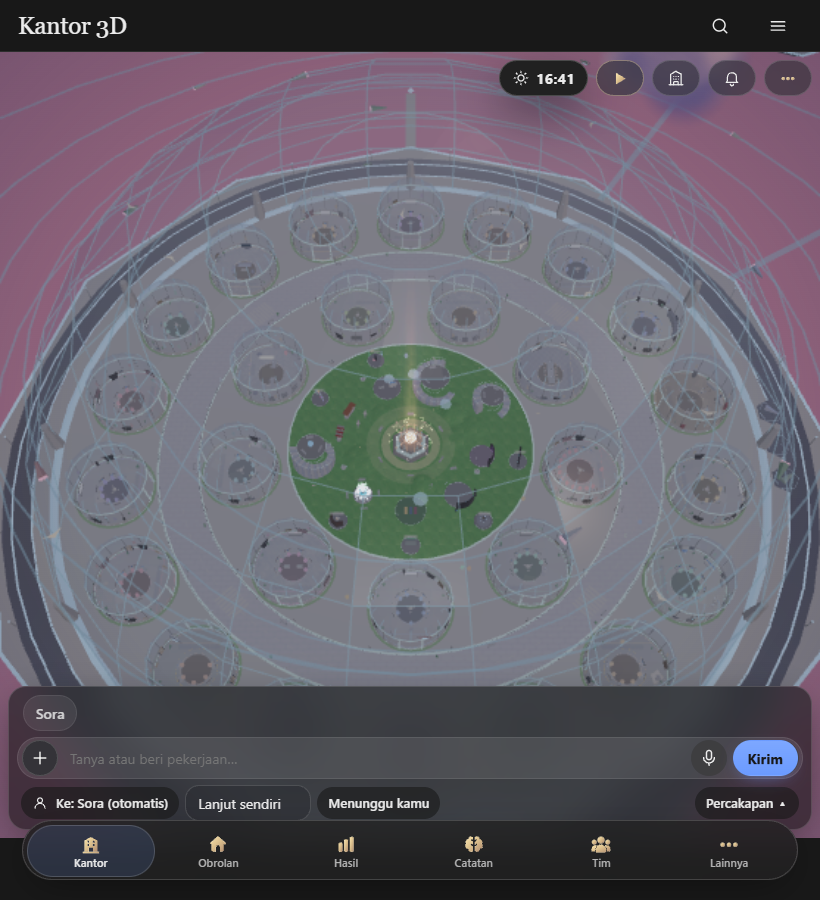 Kantor 3D
16:41
Sora
Tanya atau beri pekerjaan...
Kirim
Ke: Sora (otomatis)
Lanjut sendiri
Menunggu kamu
Percakapan
Kantor
Obrolan
Hasil
Catatan
Tim
Lainnya